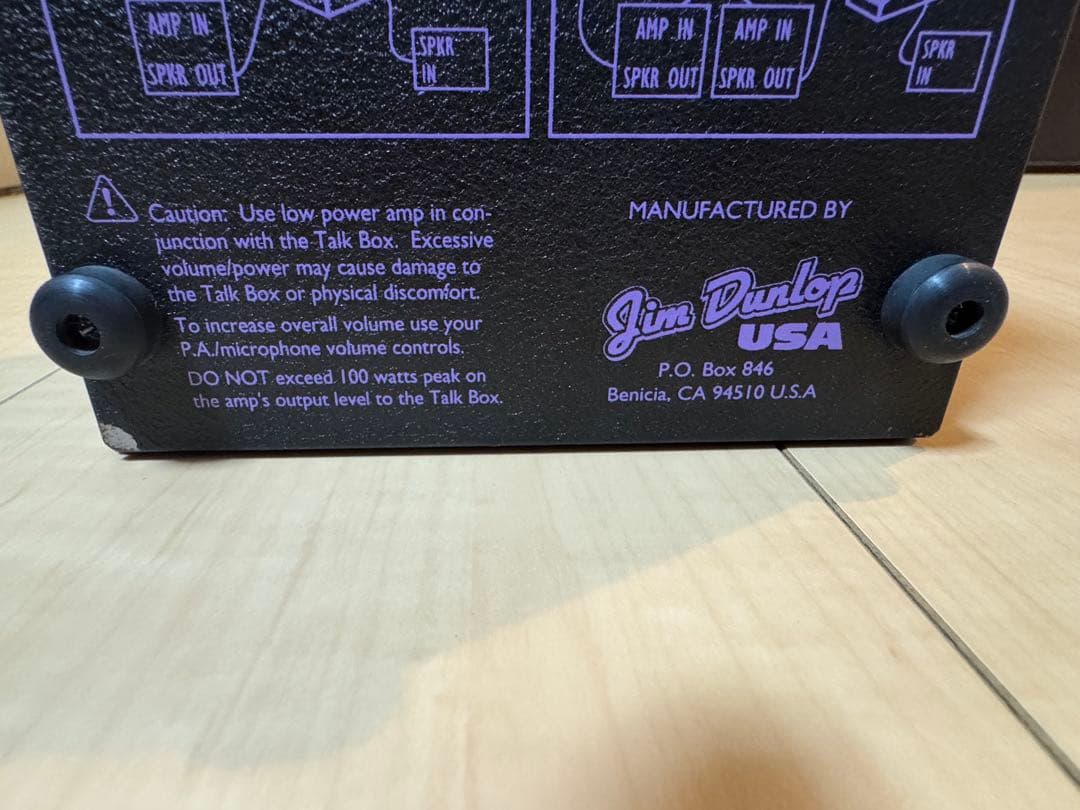 AMP IN
SPKR OUT
SPKR
IN
AMP IN
SPKR OUT
AMP IN
SPKR OUT
SPKR
IN
Caution: Use low power amp in con-
junction with the Talk Box. Excessive
volume/power may cause damage to
the Talk Box or physical discomfort.
To increase overall volume use your
P.A./microphone volume controls.
DO NOT exceed 100 watts peak on
the amp's output level to the Talk Box.
MANUFACTURED BY
Jim Dunlop
USA
P.O. Box 846
Benicia, CA 94510 U.S.A